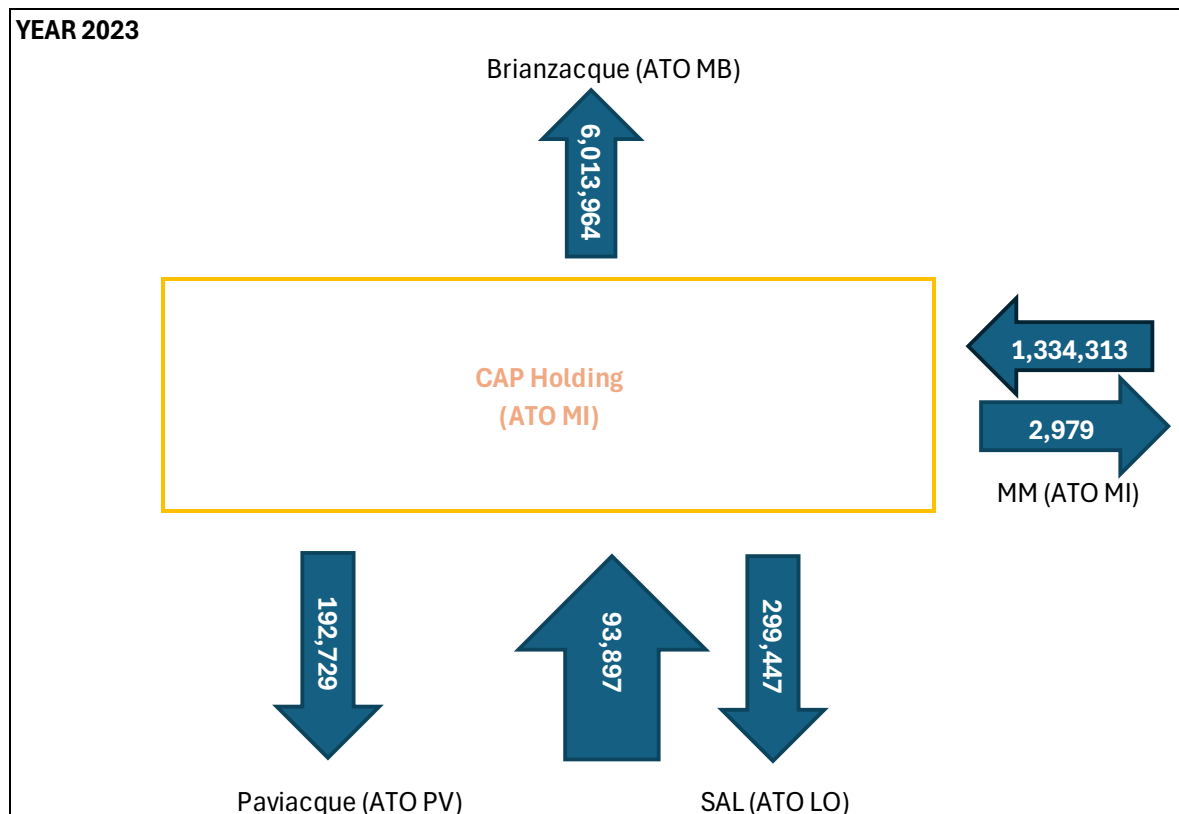 YEAR 2023
Brianzacque (ATO MB)
6,013,964
CAP Holding
(ATO MI)
1,334,313
2,979
MM (ATO MI)
192,729
93,897
299,447
Paviacque (ATO PV)
SAL (ATO LO)